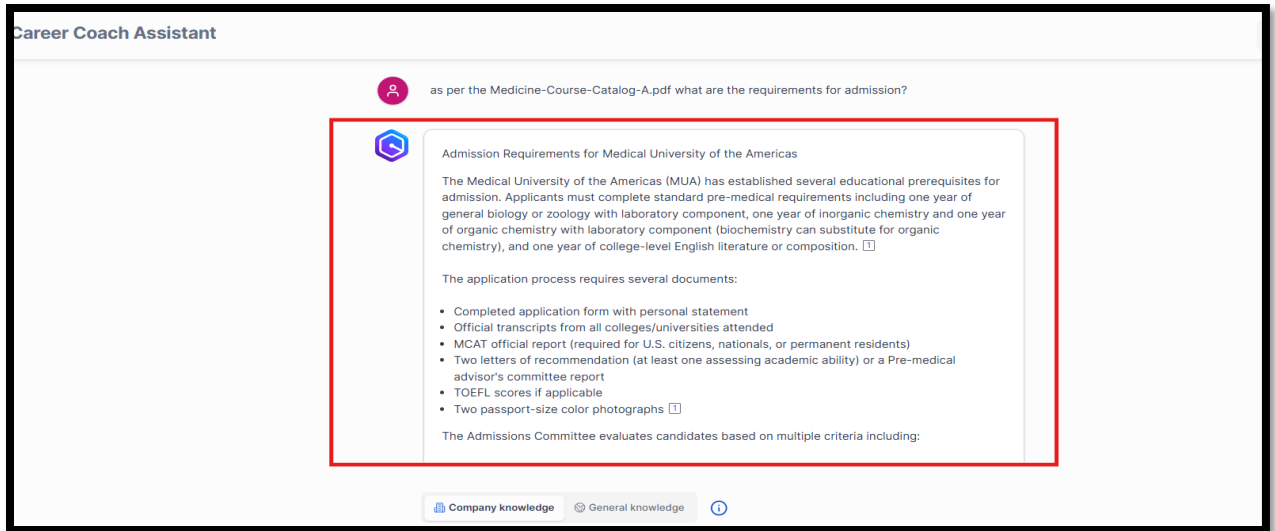 Career Coach Assistant
as per the Medicine-Course-Catalog-A.pdf what are the requirements for admission?
Admission Requirements for Medical University of the Americas
The Medical University of the Americas (MUA) has established several educational prerequisites for
admission. Applicants must complete standard pre-medical requirements including one year of
general biology or zoology with laboratory component, one year of inorganic chemistry and one year
of organic chemistry with laboratory component (biochemistry can substitute for organic
chemistry), and one year of college-level English literature or composition. 1
The application process requires several documents:
• Completed application form with personal statement
• Official transcripts from all colleges/universities attended
• MCAT official report (required for U.S. citizens, nationals, or permanent residents)
• Two letters of recommendation (at least one assessing academic ability) or a Pre-medical
advisor's committee report
• TOEFL scores if applicable
• Two passport-size color photographs 1
The Admissions Committee evaluates candidates based on multiple criteria including:
Company knowledge General knowledge